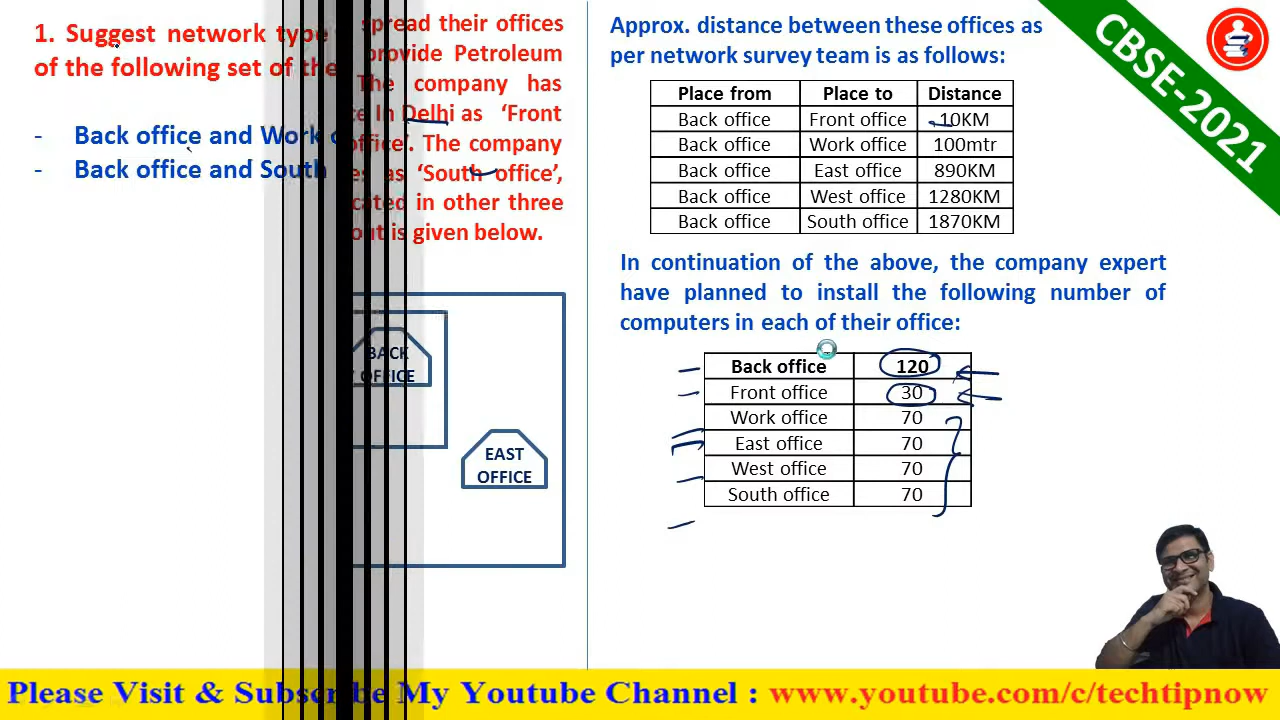 1. Suggest network type
of the following set of the
- Back office and Work
- Back office and South
spread their offices
provide Petroleum
The company has
In Delhi as ‘Front
office’. The company
as ‘South office’,
in other three
is given below.
BACK
OFFICE
EAST
OFFICE
Approx. distance between these offices as
per network survey team is as follows:
Place from Place to Distance
Back office Front office 10KM
Back office Work office 100mtr
Back office East office 890KM
Back office West office 1280KM
Back office South office 1870KM
In continuation of the above, the company expert
have planned to install the following number of
computers in each of their office:
Back office 120
Front office 30
Work office 70
East office 70
West office 70
South office 70
CBSE-2021
Please Visit & Subscribe My Youtube Channel : www.youtube.com/c/techtipnow